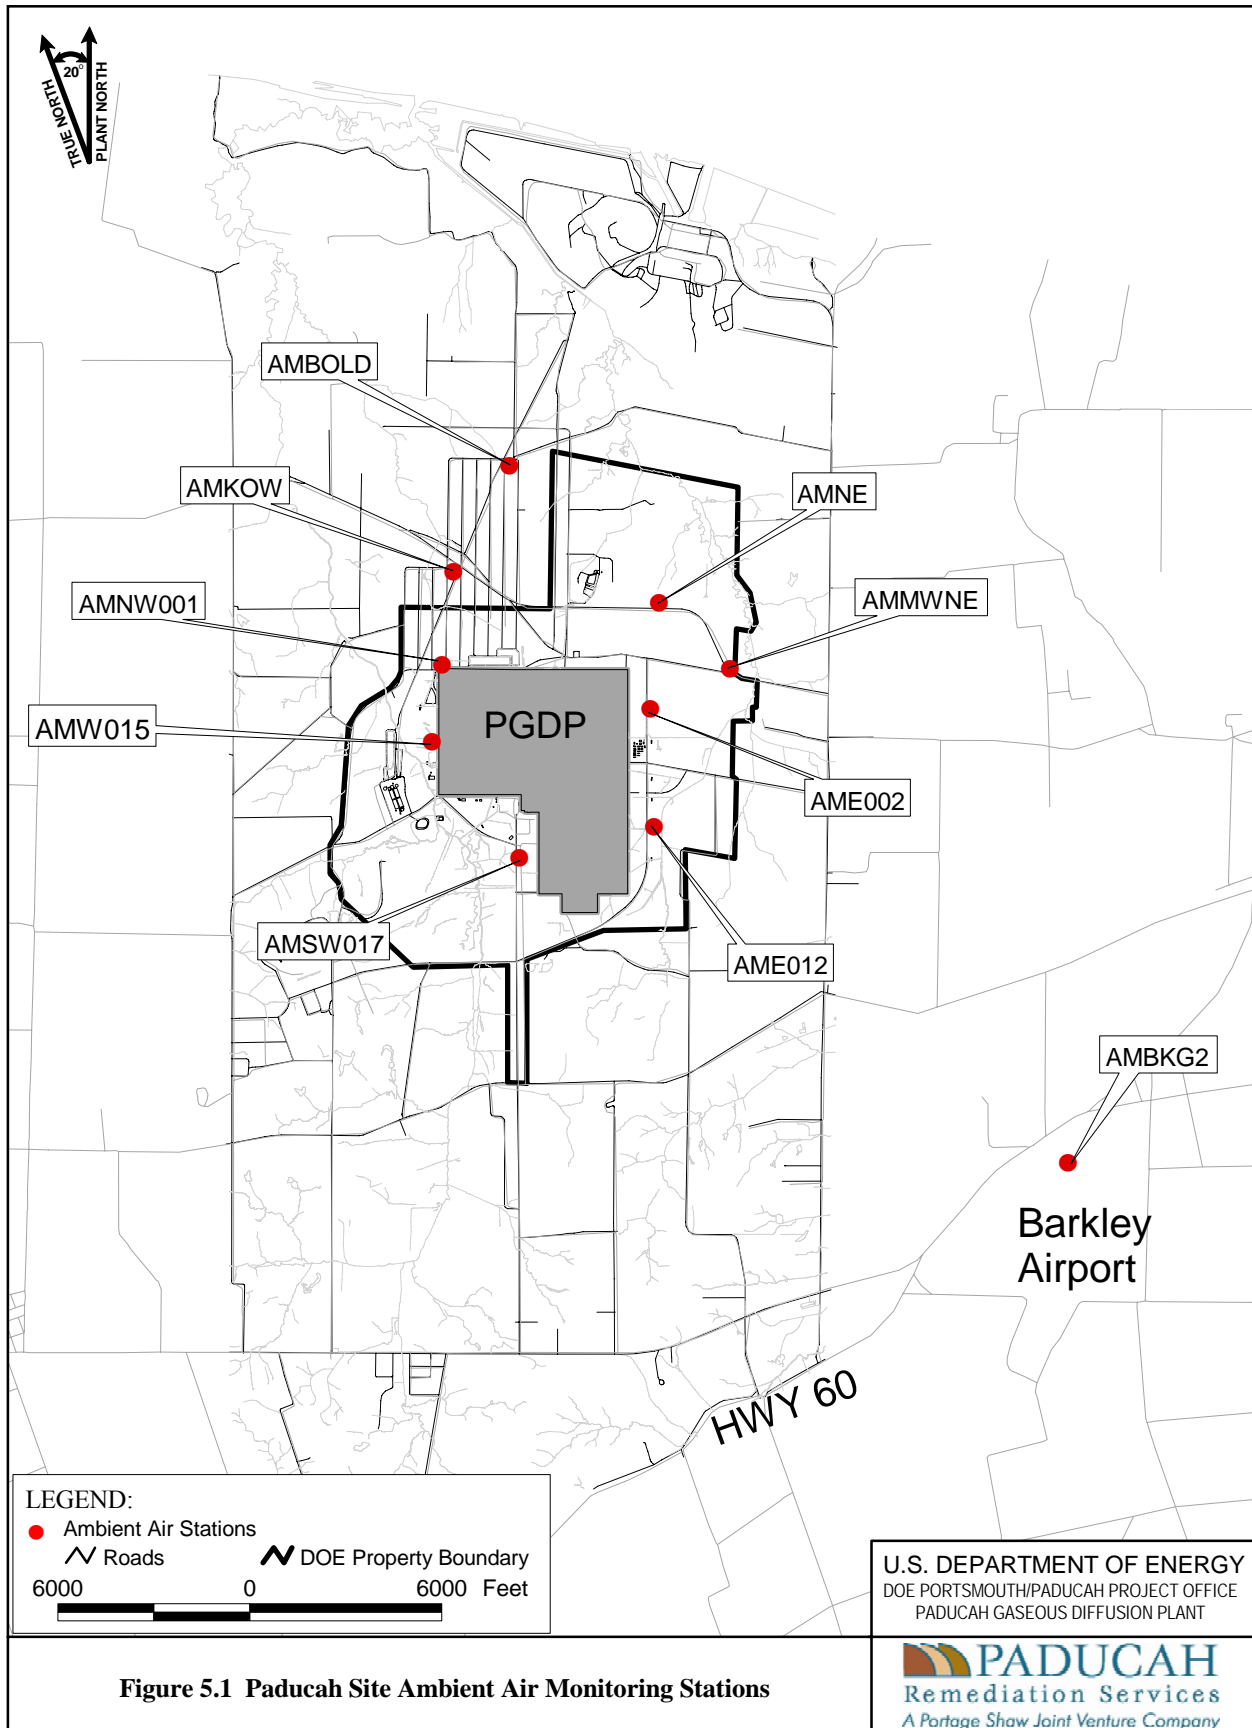 20°
TRUE NORTH
PLANT NORTH
AMBOLD
AMKOW
AMNE
AMNW001
AMMWNE
AMW015
PGDP
AME002
AMSW017
AME012
AMBKG2
Barkley
Airport
HWY 60
LEGEND:
Ambient Air Stations
Roads
DOE Property Boundary
6000 0 6000 Feet
U.S. DEPARTMENT OF ENERGY
DOE PORTSMOUTH/PADUCAH PROJECT OFFICE
PADUCAH GASEOUS DIFFUSION PLANT
Figure 5.1 Paducah Site Ambient Air Monitoring Stations
PADUCAH
Remediation Services
A Portage Shaw Joint Venture Company